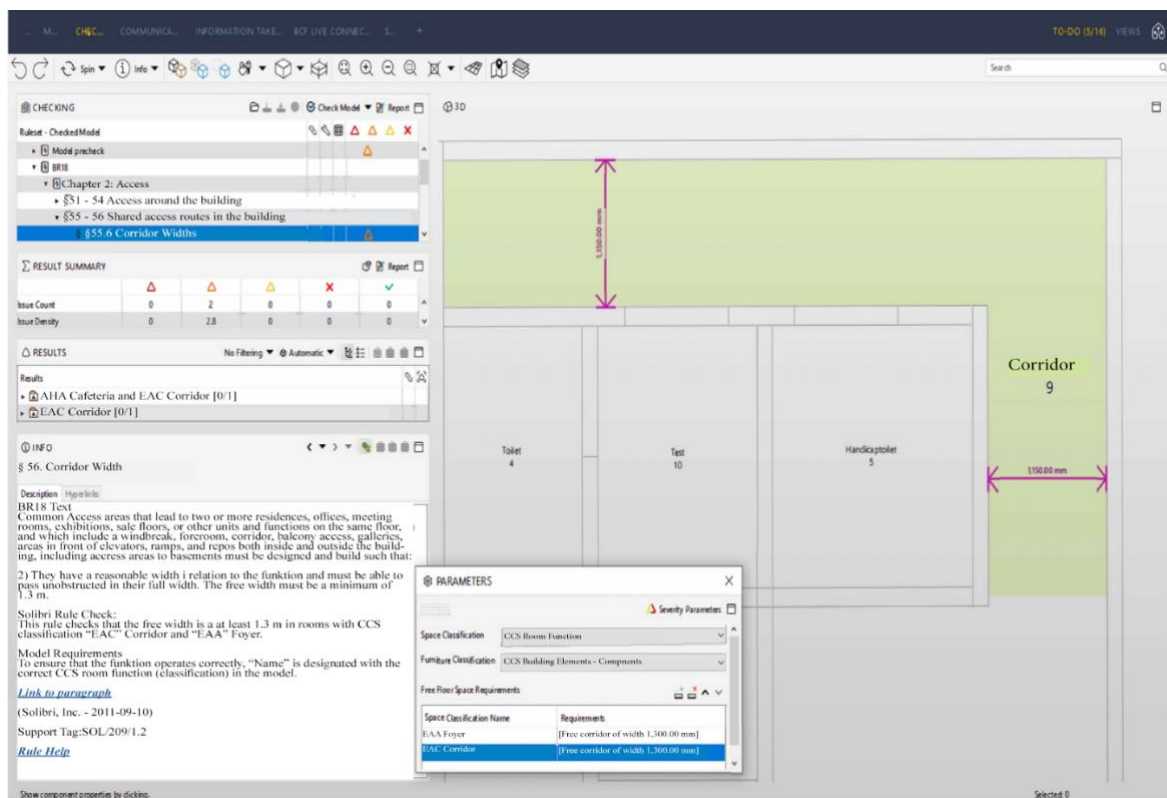 ... M... CHEC... COMMUNICA... INFORMATION TAKE... BCF LIVE CONNEC... S... +
TO-DO (5/16) VIEWS
Spin Info
Search
CHECKING
Check Model Report
Ruleset - Checked Model
Model precheck
BR18
Chapter 2: Access
§51 - 54 Access around the building
§55 - 56 Shared access routes in the building
§55.6 Corridor Widths
RESULT SUMMARY
Report
Issue Count 0 2 0 0 0
Issue Density 0 2.8 0 0 0
RESULTS
No Filtering Automatic
Results
AHA Cafeteria and EAC Corridor [0/1]
EAC Corridor [0/1]
INFO
§ 56. Corridor Width
Description Hyperlinks
BR18 Text
Common Access areas that lead to two or more residences, offices, meeting
rooms, exhibitions, sale floors, or other units and functions on the same floor,
and which include a windbreak, foreroom, corridor, balcony access, galleries,
areas in front of elevators, ramps, and repos both inside and outside the build-
ing, including accress areas to basements must be designed and build such that:
2) They have a reasonable width i relation to the funktion and must be able to
pass unobstructed in their full width. The free width must be a minimum of
1.3 m.
Solibri Rule Check:
This rule checks that the free width is a at least 1.3 m in rooms with CCS
classification “EAC” Corridor and “EAA” Foyer.
Model Requirements
To ensure that the funktion operates correctly, “Name” is designated with the
correct CCS room function (classification) in the model.
Link to paragraph
(Solibri, Inc. - 2011-09-10)
Support Tag:SOL/209/1.2
Rule Help
Show component properties by clicking.
3D
1,150.00 mm
Corridor
9
Toilet
4
Test
10
Handicaptoilet
5
1,150.00 mm
PARAMETERS X
Severity Parameters
Space Classification CCS Room Function
Furniture Classification CCS Building Elements - Compnents
Free Floor Space Requirements
Space Classification Name Requirements
EAA Foyer [Free corridor of width 1,300.00 mm]
EAC Corridor [Free corridor of width 1,300.00 mm]
Selected: 0